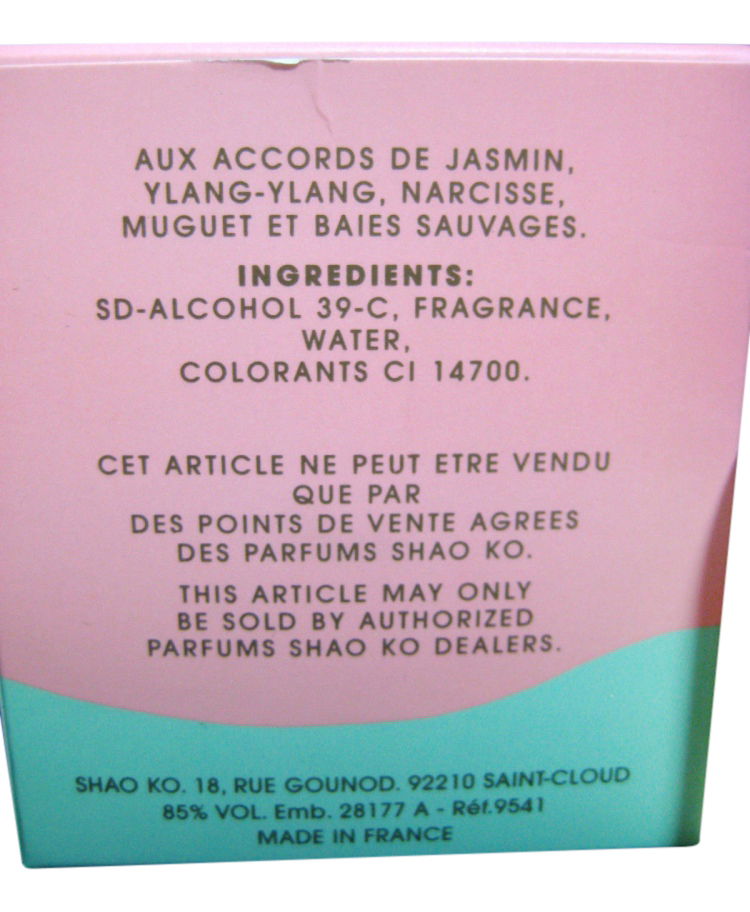 AUX ACCORDS DE JASMIN,
YLANG-YLANG, NARCISSE,
MUGUET ET BAIES SAUVAGES.
INGREDIENTS:
SD-ALCOHOL 39-C, FRAGRANCE,
WATER,
COLORANTS CI 14700.
CET ARTICLE NE PEUT ETRE VENDU
QUE PAR
DES POINTS DE VENTE AGREES
DES PARFUMS SHAO KO.
THIS ARTICLE MAY ONLY
BE SOLD BY AUTHORIZED
PARFUMS SHAO KO DEALERS.
SHAO KO. 18, RUE GOUNOD. 92210 SAINT-CLOUD
85% VOL. Emb. 28177 A - Réf.9541
MADE IN FRANCE